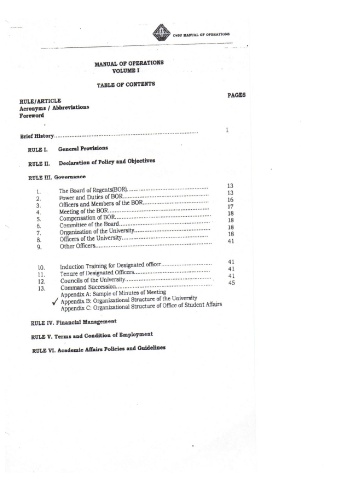 CMU MANUAL OF OPERATIONS
MANUAL OF OPERATIONS
VOLUME I
TABLE OF CONTENTS
PAGES
RULE/ARTICLE
Acronyms / Abbreviations
Foreword
Brief History 1
RULE I. General Provisions
RULE II. Declaration of Policy and Objectives
RULE III. Governance
1. The Board of Regents(BOR) 13
2. Power and Duties of BOR 13
3. Officers and Members of the BOR 16
4. Meeting of the BOR 17
5. Compensation of BOR 18
6. Committee of the Board 18
7. Organization of the University 18
8. Officers of the University 18
9. Other Officers 41
10. Induction Training for Designated officer 41
11. Tenure of Designated Officers 41
12. Councils of the University 41
13. Command Succession 45
Appendix A: Sample of Minutes of Meeting
✓ Appendix B: Organizational Structure of the University
Appendix C: Organizational Structure of Office of Student Affairs
RULE IV. Financial Management
RULE V. Terms and Condition of Employment
RULE VI. Academic Affairs Policies and Guidelines